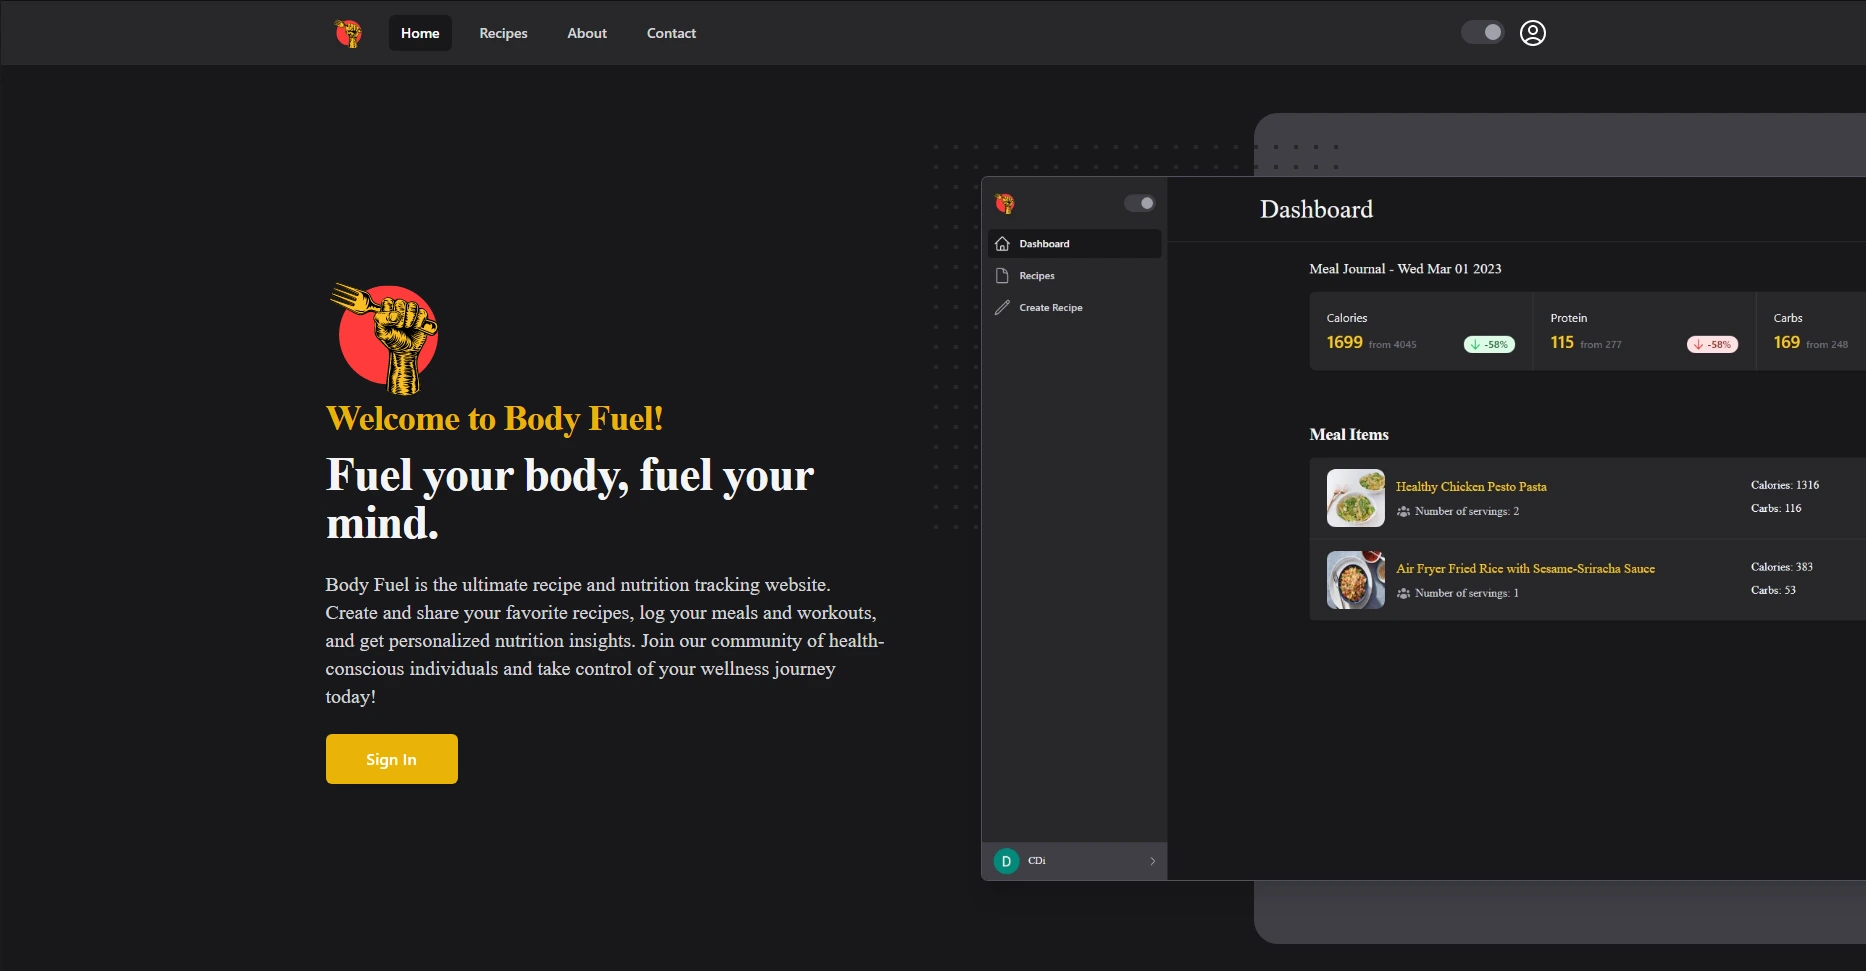 Home Recipes About Contact
Welcome to Body Fuel!
Fuel your body, fuel your
mind.
Body Fuel is the ultimate recipe and nutrition tracking website.
Create and share your favorite recipes, log your meals and workouts,
and get personalized nutrition insights. Join our community of health-
conscious individuals and take control of your wellness journey
today!
Sign In
Dashboard
Recipes
Create Recipe
D CDi
Dashboard
Meal Journal - Wed Mar 01 2023
Calories
1699 from 4045 -58%
Protein
115 from 277 -58%
Carbs
169 from 248
Meal Items
Healthy Chicken Pesto Pasta
Number of servings: 2
Calories: 1316
Carbs: 116
Air Fryer Fried Rice with Sesame-Sriracha Sauce
Number of servings: 1
Calories: 383
Carbs: 53